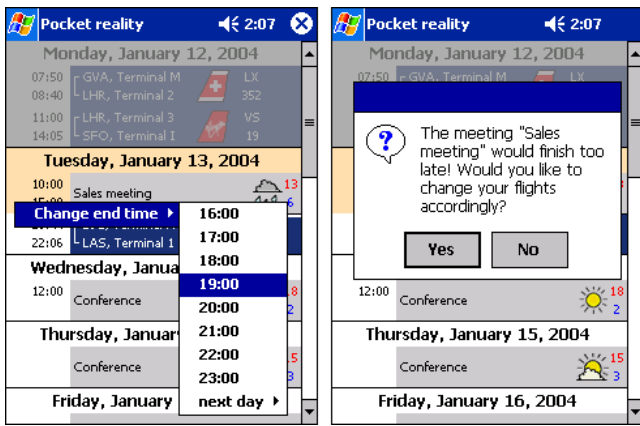 Pocket reality 2:07
Monday, January 12, 2004
07:50 GVA, Terminal M LX
08:40 LHR, Terminal 2 352
11:00 LHR, Terminal 3 VS
14:05 SFO, Terminal I 19
Tuesday, January 13, 2004
10:00 Sales meeting 13
15:00 6
Change end time
16:00
17:00
18:00
19:00
20:00
21:00
22:00
23:00
next day
22:06 LAS, Terminal 1
Wednesday, Janua
12:00 Conference 8
2
Thursday, Januar
Conference 5
3
Friday, January
Pocket reality 2:07
Monday, January 12, 2004
07:50 GVA, Terminal M LX
The meeting "Sales
meeting" would finish too
late! Would you like to
change your flights
accordingly?
Yes No
12:00 Conference 18
2
Thursday, January 15, 2004
Conference 15
3
Friday, January 16, 2004